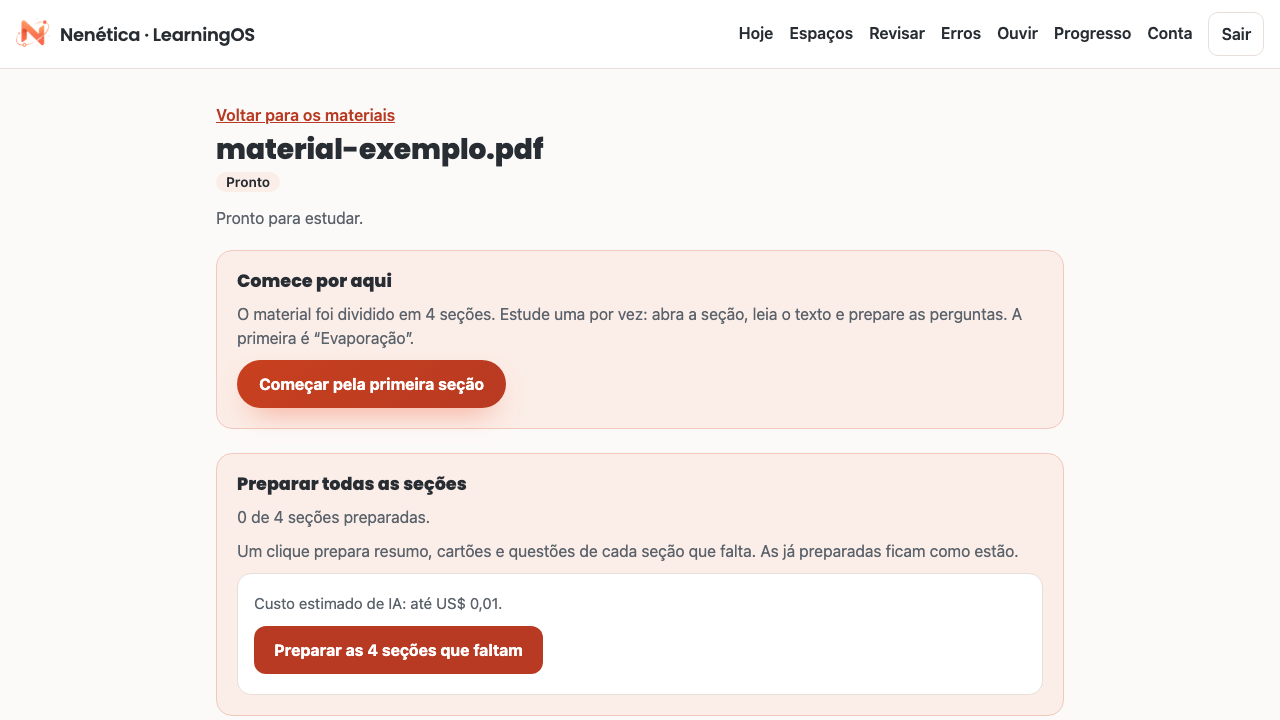 Nenética · LearningOS
Hoje
Espaços
Revisar
Erros
Ouvir
Progresso
Conta
Sair
Voltar para os materiais
material-exemplo.pdf
Pronto
Pronto para estudar.
Comece por aqui
O material foi dividido em 4 seções. Estude uma por vez: abra a seção, leia o texto e prepare as perguntas. A
primeira é “Evaporação”.
Começar pela primeira seção
Preparar todas as seções
0 de 4 seções preparadas.
Um clique prepara resumo, cartões e questões de cada seção que falta. As já preparadas ficam como estão.
Custo estimado de IA: até US$ 0,01.
Preparar as 4 seções que faltam